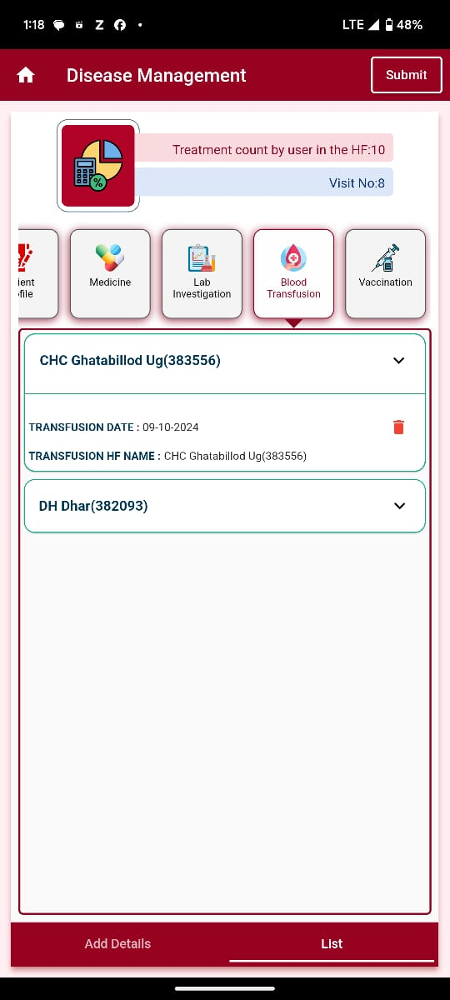 1:18
Z
LTE
48%
Disease Management
Submit
Treatment count by user in the HF:10
Visit No:8
Medicine
Lab
Investigation
Blood
Transfusion
Vaccination
CHC Ghatabillod Ug(383556)
TRANSFUSION DATE : 09-10-2024
TRANSFUSION HF NAME : CHC Ghatabillod Ug(383556)
DH Dhar(382093)
Add Details
List